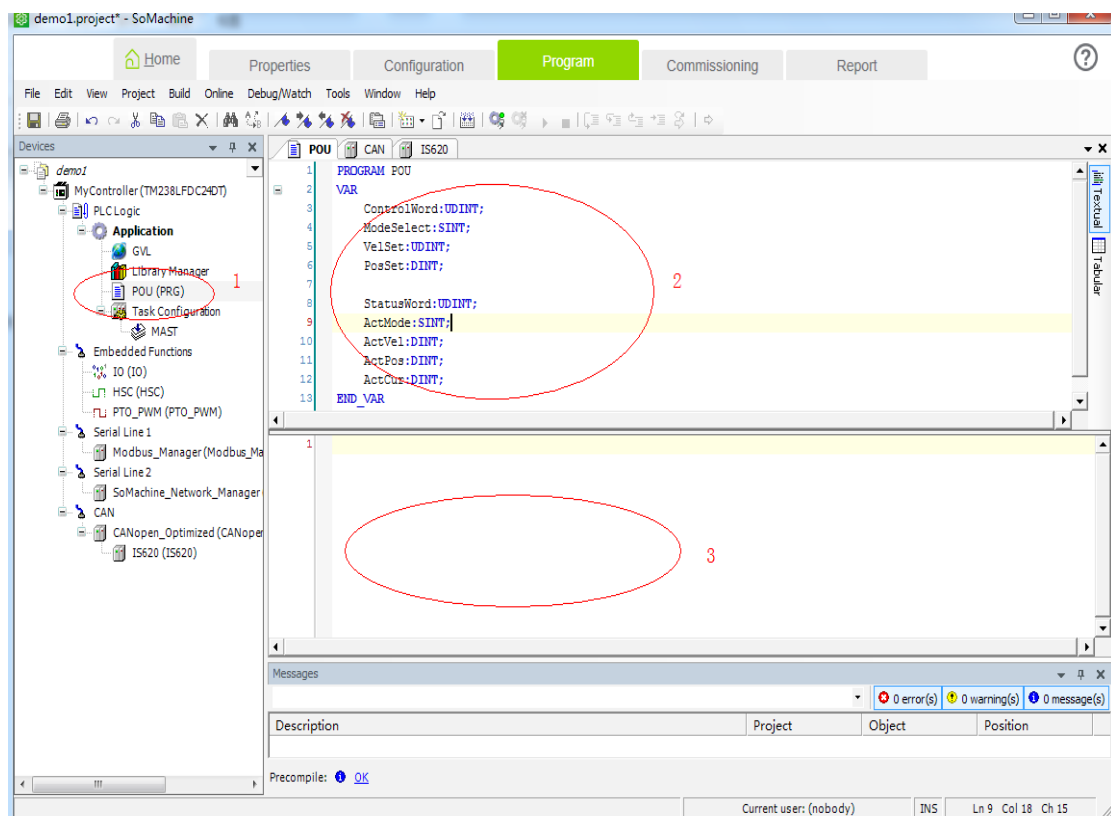 demo1.project* - SoMachine
Home
Properties
Configuration
Program
Commissioning
Report
?
File Edit View Project Build Online Debug/Watch Tools Window Help
Devices
demo1
MyController (TM238LFDC24DT)
PLC Logic
Application
GVL
Library Manager
POU (PRG)
Task Configuration
MAST
Embedded Functions
IO (IO)
HSC (HSC)
PTO_PWM (PTO_PWM)
Serial Line 1
Modbus_Manager (Modbus_Ma
Serial Line 2
SoMachine_Network_Manager
CAN
CANopen_Optimized (CANoper
IS620 (IS620)
1
POU CAN IS620
1 PROGRAM POU
2 VAR
3 ControlWord:UDINT;
4 ModeSelect:SINT;
5 VelSet:UDINT;
6 PosSet:DINT;
7
8 StatusWord:UDINT;
9 ActMode:SINT;
10 ActVel:DINT;
11 ActPos:DINT;
12 ActCur:DINT;
13 END_VAR
2
Textual
Tabular
1
3
Messages
0 error(s) 0 warning(s) 0 message(s)
Description Project Object Position
Precompile: OK
Current user: (nobody) INS Ln 9 Col 18 Ch 15